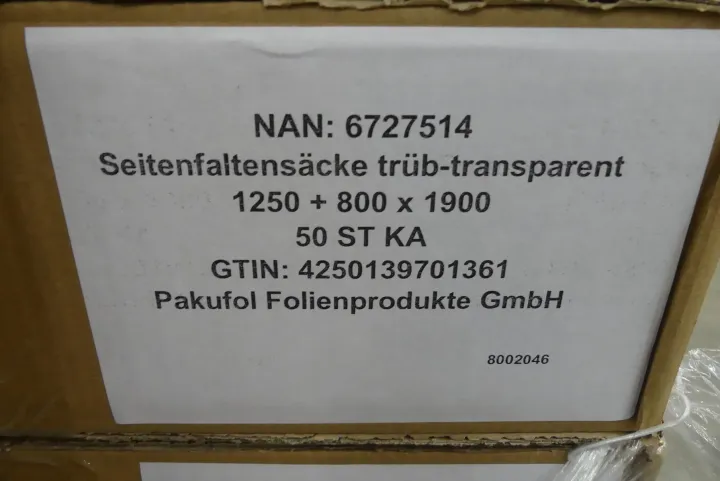 NAN: 6727514
Seitenfaltensäcke trüb-transparent
1250 + 800 x 1900
50 ST KA
GTIN: 4250139701361
Pakufol Folienprodukte GmbH
8002046